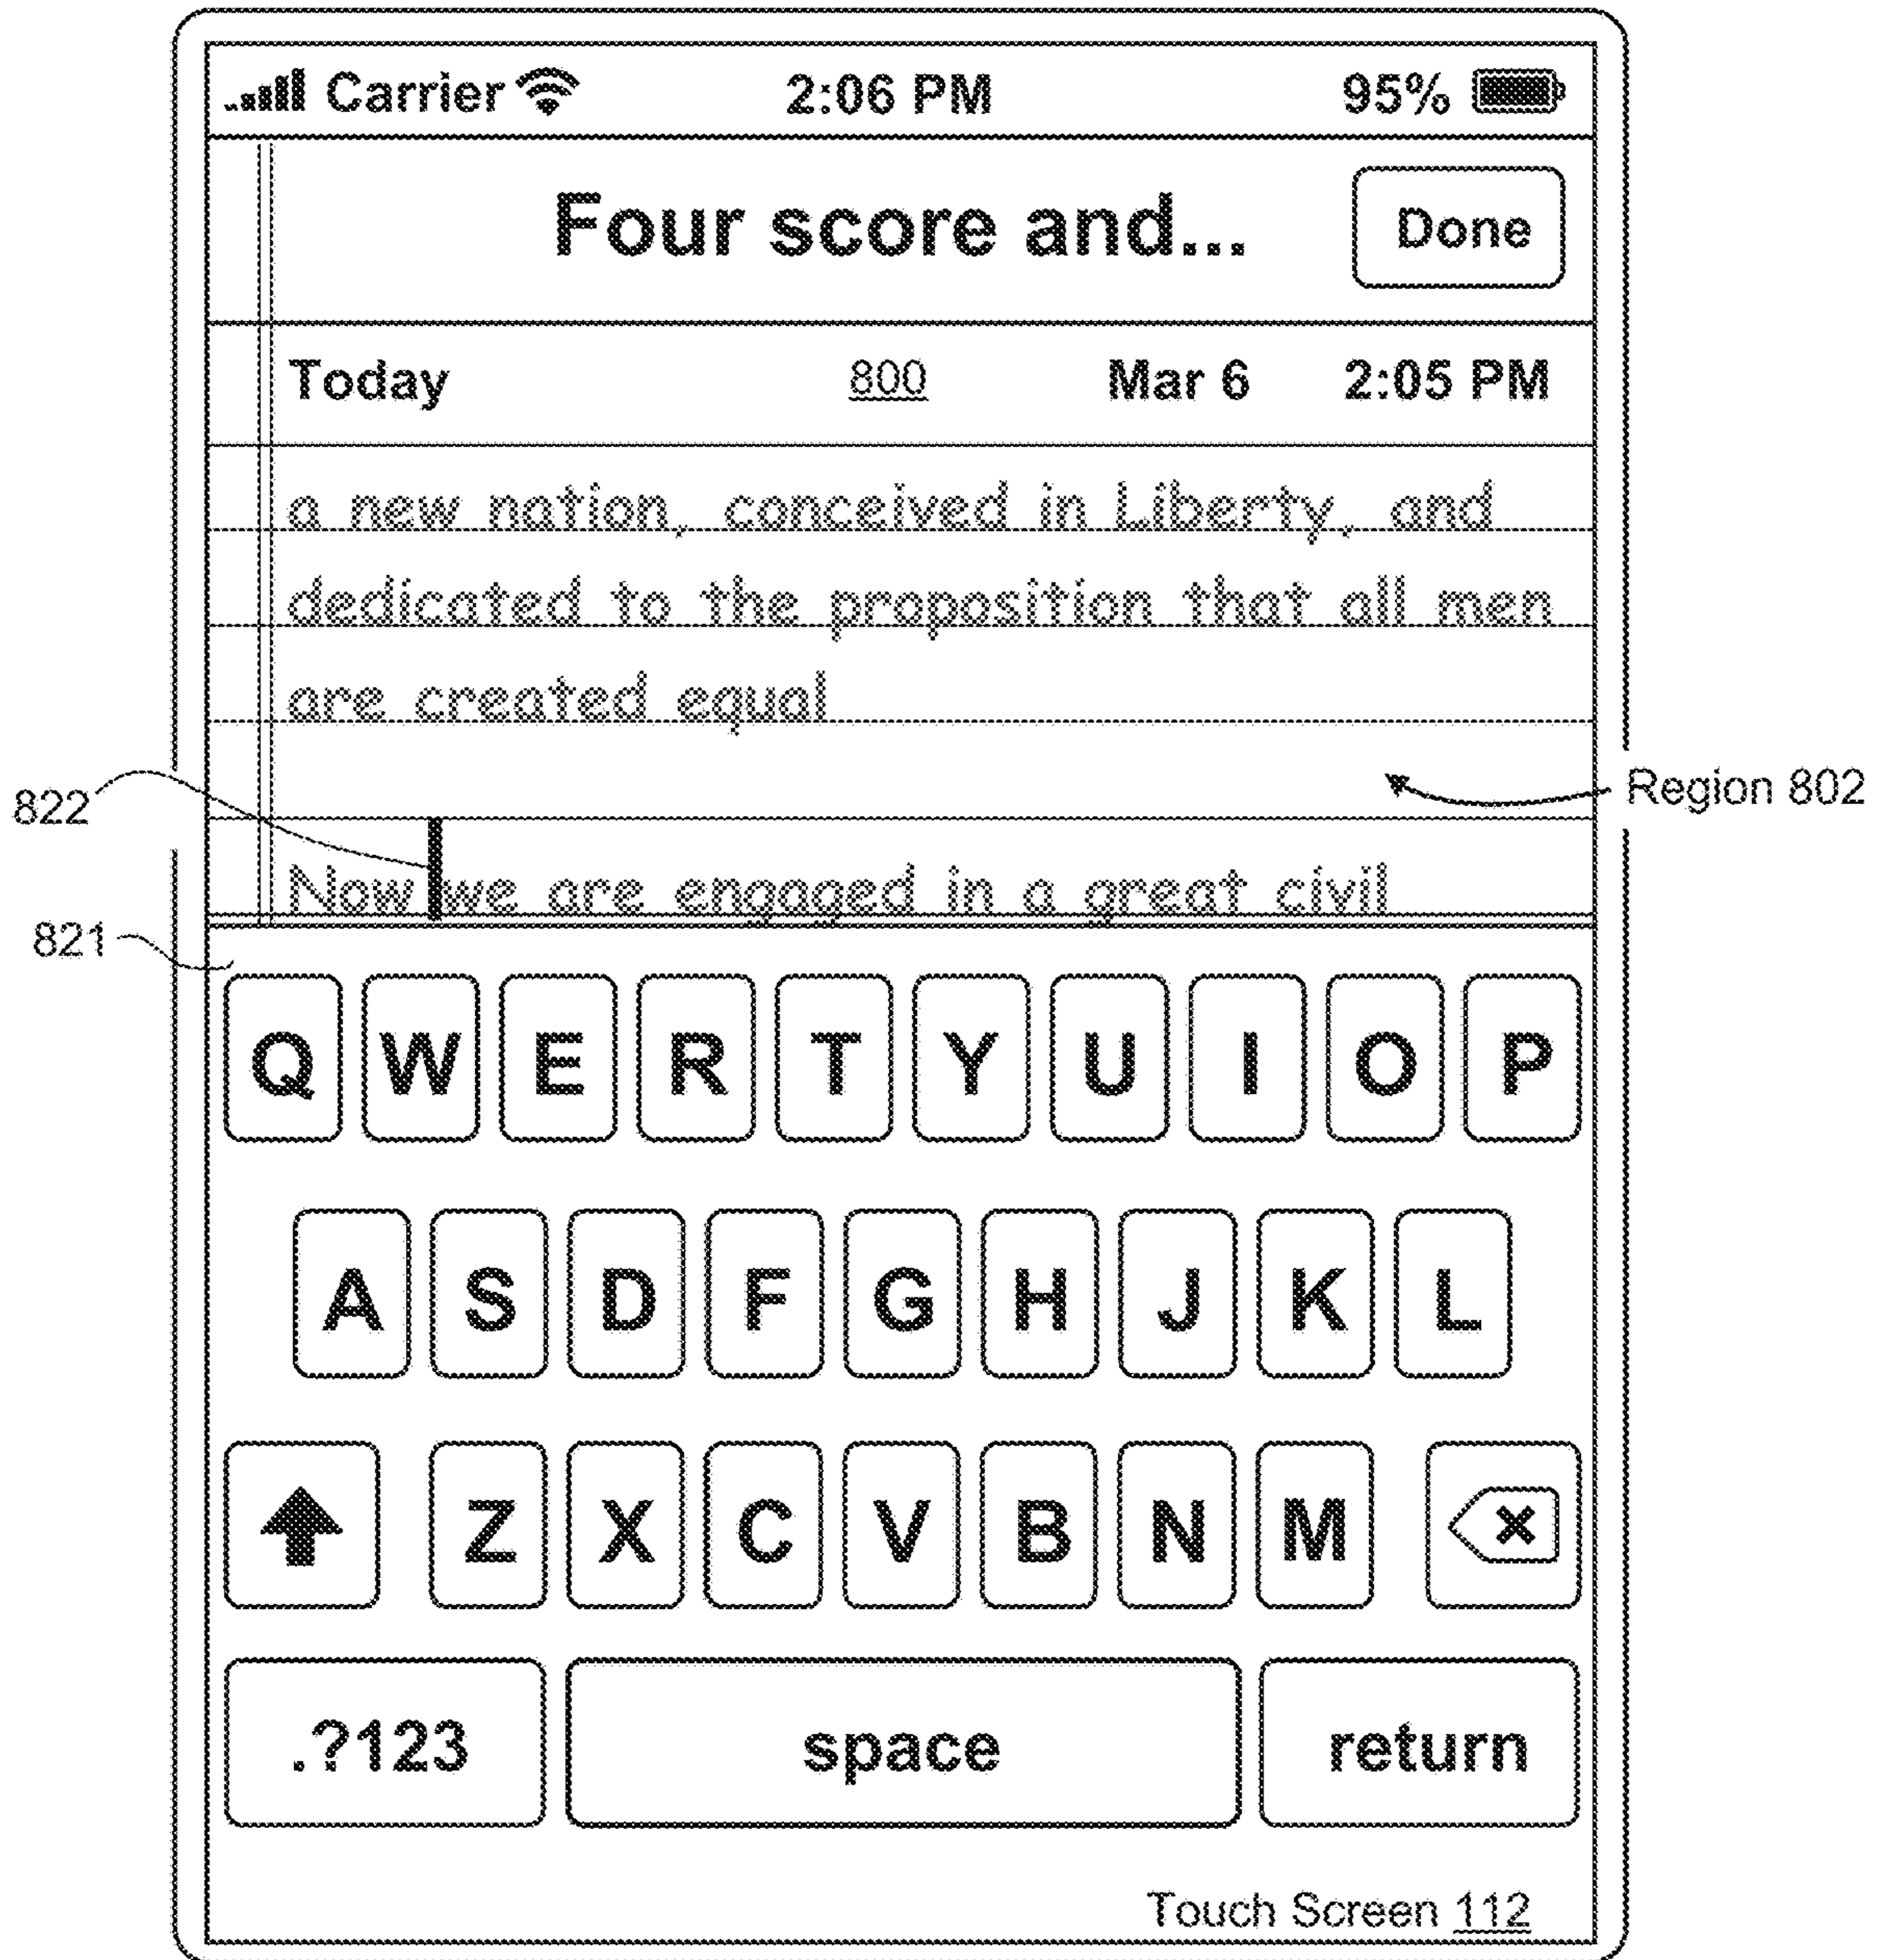 Carrier 2:06 PM 95%
Four score and... Done
Today 800 Mar 6 2:05 PM
a new nation, conceived in Liberty, and
dedicated to the proposition that all men
are created equal
Region 802
822
Now we are engaged in a great civil
821
Q W E R T Y U I O P
A S D F G H J K L
Z X C V B N M
.?123 space return
Touch Screen 112